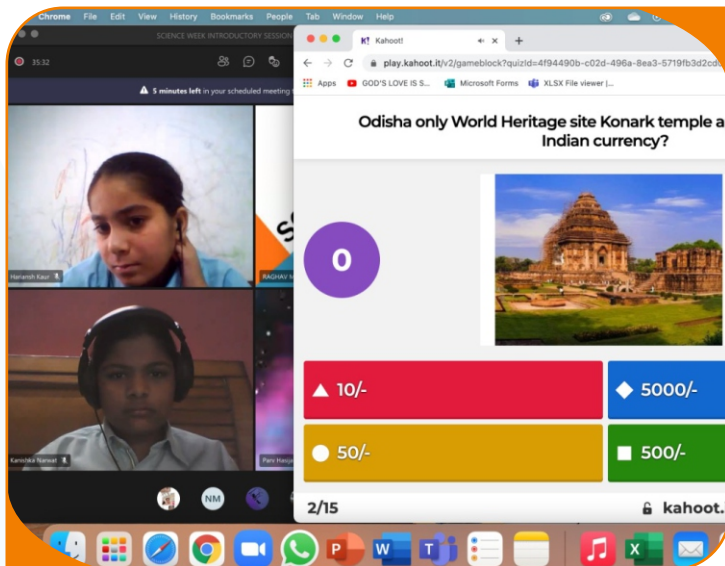 Chrome File Edit View History Bookmarks People Tab Window Help
SCIENCE WEEK INTRODUCTORY SESSION
35:32
5 minutes left in your scheduled meeting
K! Kahoot!
play.kahoot.it/v2/gameblock?quizId=4f94490b-c02d-496a-8ea3-5719fb3d2cd
Apps GOD'S LOVE IS S... Microsoft Forms XLSX File viewer |...
Odisha only World Heritage site Konark temple a
Indian currency?
0
Kaur
RAGHAV
10/-
5000/-
50/-
500/-
Kanishka Narwat
NM
2/15
kahoot.